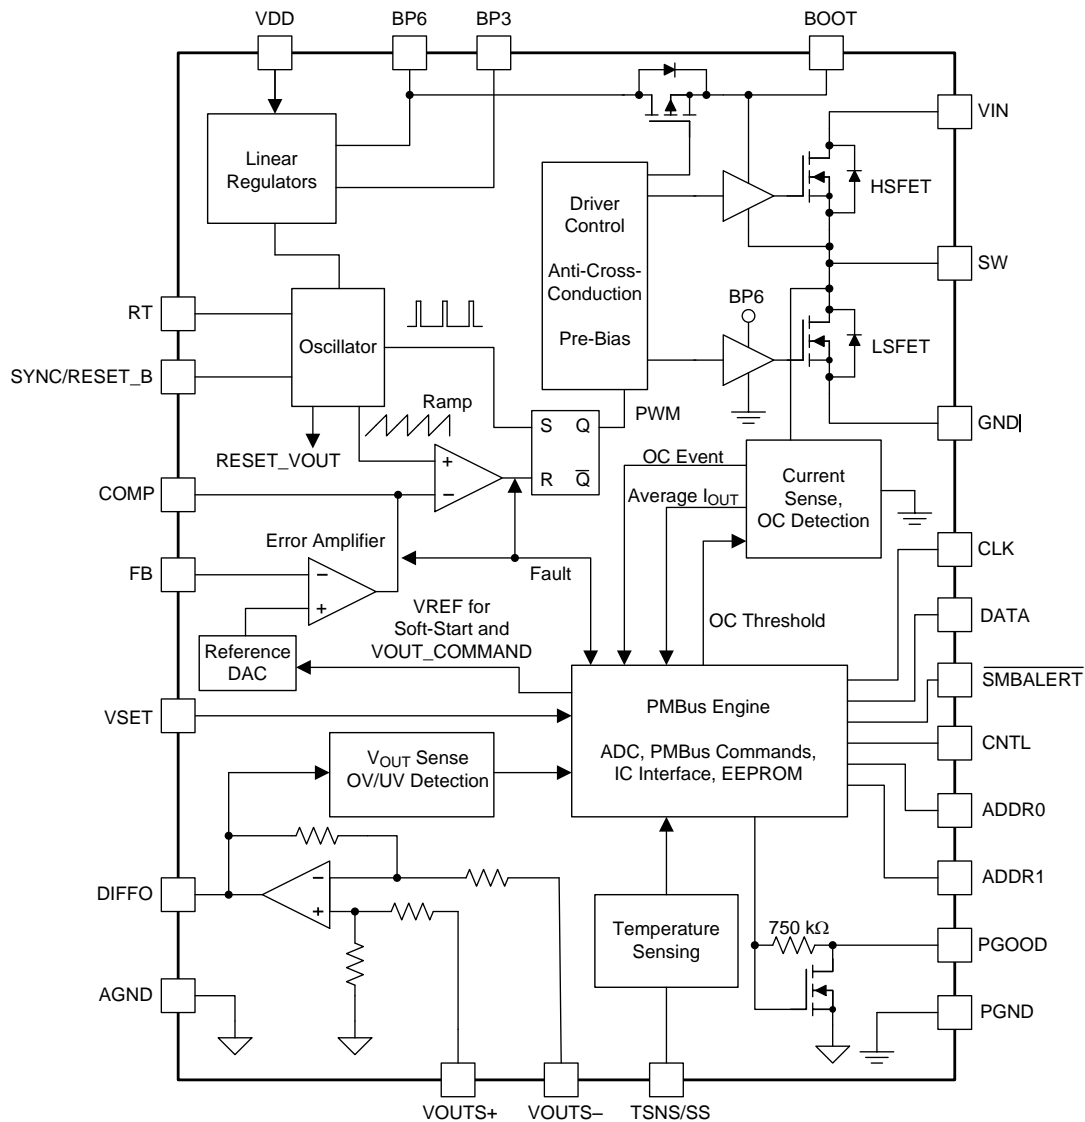 VDD
BP6
BP3
BOOT
VIN
Linear
Regulators
Driver
Control
Anti-Cross-
Conduction
Pre-Bias
HSFET
SW
BP6
LSFET
RT
Oscillator
SYNC/RESET_B
Ramp
PWM
S Q
R Q̅
GND
RESET_VOUT
OC Event
Average IOUT
Current
Sense,
OC Detection
COMP
+
−
Error Amplifier
CLK
FB
−
+
Fault
VREF for
Soft-Start and
VOUT_COMMAND
OC Threshold
DATA
Reference
DAC
SMBALERT
VSET
PMBus Engine
ADC, PMBus Commands,
IC Interface, EEPROM
CNTL
VOUT Sense
OV/UV Detection
ADDR0
DIFFO
−
+
ADDR1
Temperature
Sensing
750 kΩ
PGOOD
AGND
PGND
VOUTS+
VOUTS−
TSNS/SS